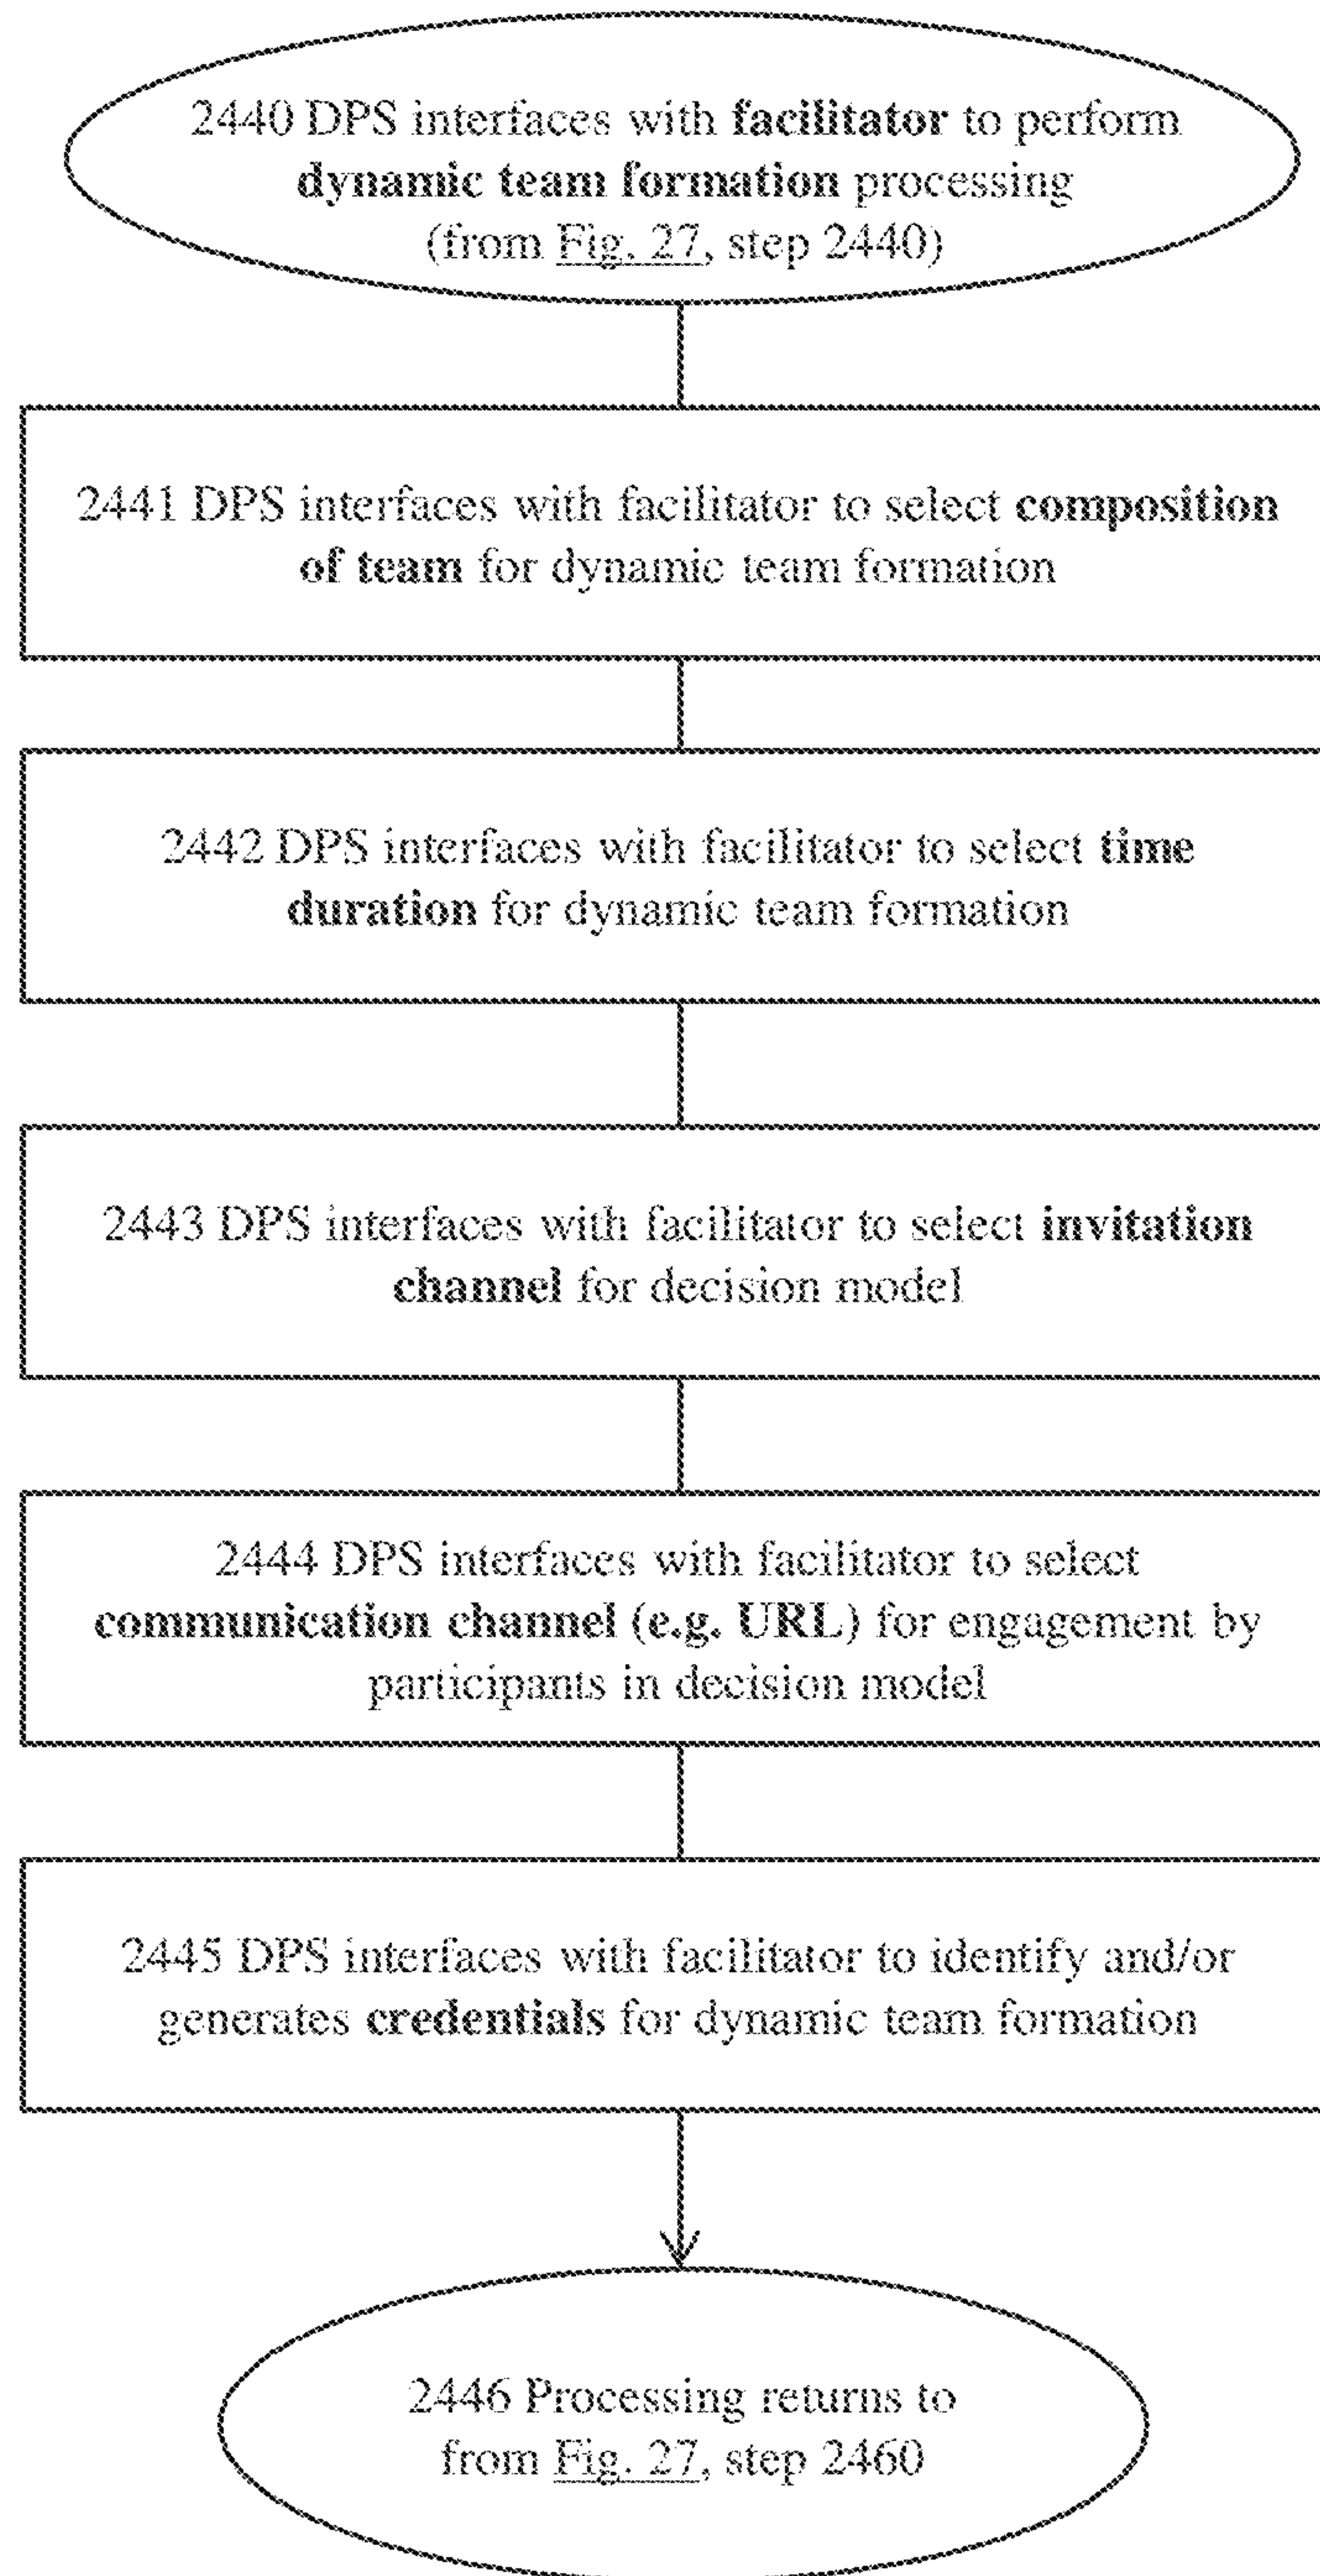 2440 DPS interfaces with facilitator to perform
dynamic team formation processing
(from Fig. 27, step 2440)
2441 DPS interfaces with facilitator to select composition
of team for dynamic team formation
2442 DPS interfaces with facilitator to select time
duration for dynamic team formation
2443 DPS interfaces with facilitator to select invitation
channel for decision model
2444 DPS interfaces with facilitator to select
communication channel (e.g. URL) for engagement by
participants in decision model
2445 DPS interfaces with facilitator to identify and/or
generates credentials for dynamic team formation
2446 Processing returns to
from Fig. 27, step 2460